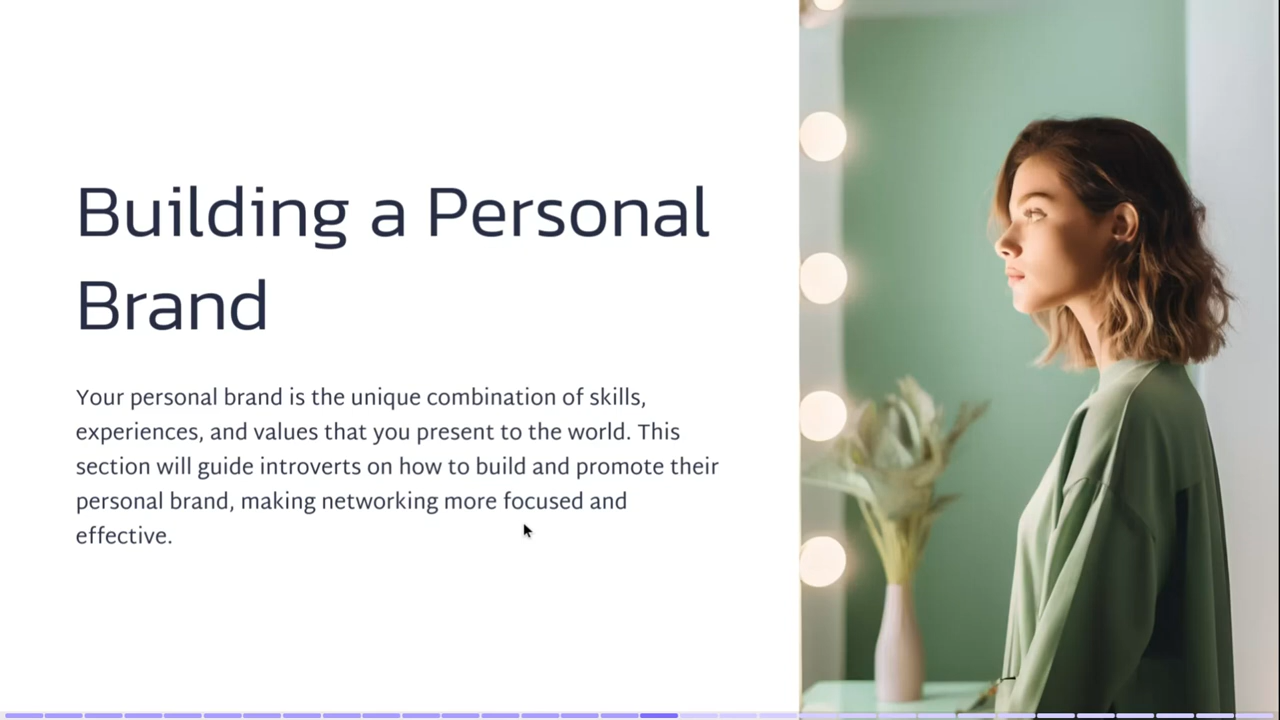 Building a Personal
Brand
Your personal brand is the unique combination of skills,
experiences, and values that you present to the world. This
section will guide introverts on how to build and promote their
personal brand, making networking more focused and
effective.